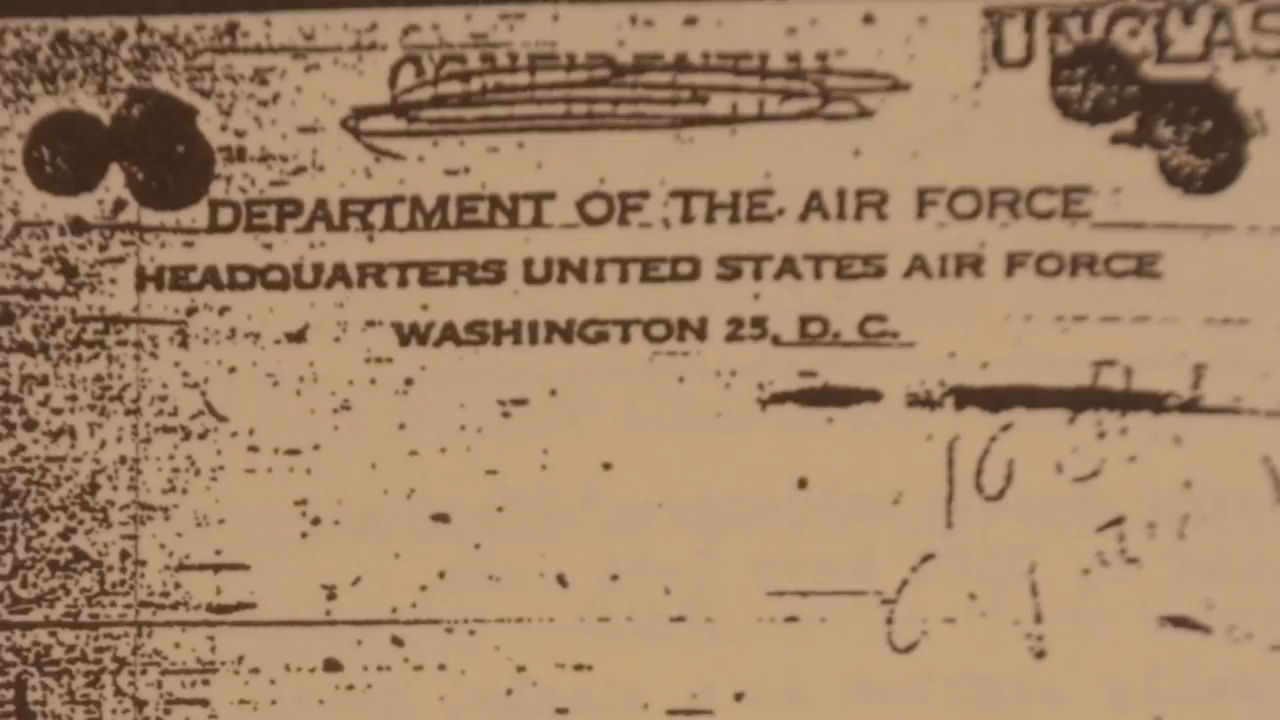 UNCLAS
CONFIDENTIAL
DEPARTMENT OF THE AIR FORCE
HEADQUARTERS UNITED STATES AIR FORCE
WASHINGTON 25, D. C.